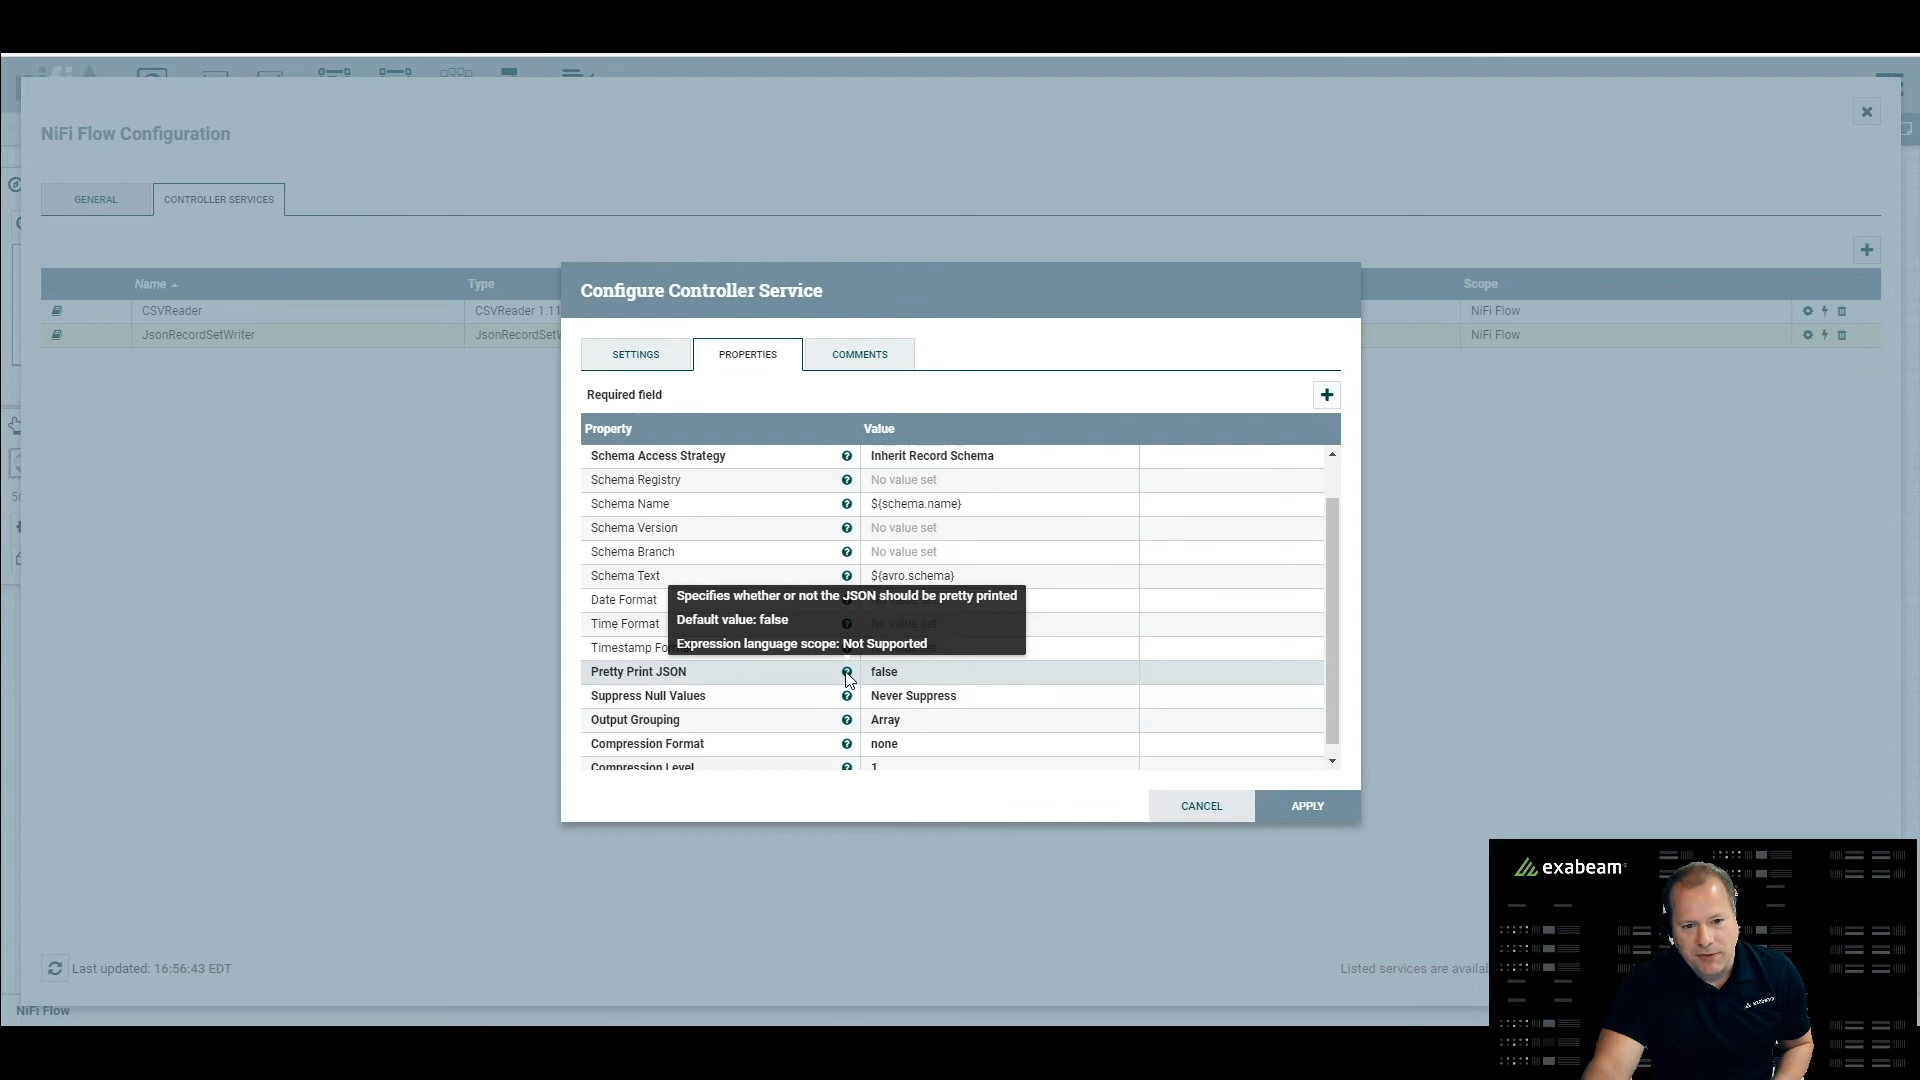 NiFi Flow Configuration
GENERAL
CONTROLLER SERVICES
Name
Type
Scope
CSVReader
CSVReader 1.11
NiFi Flow
JsonRecordSetWriter
JsonRecordSetW
NiFi Flow
Configure Controller Service
SETTINGS
PROPERTIES
COMMENTS
Required field
Property
Value
Schema Access Strategy
Inherit Record Schema
Schema Registry
No value set
Schema Name
${schema.name}
Schema Version
No value set
Schema Branch
No value set
Schema Text
${avro.schema}
Date Format
Specifies whether or not the JSON should be pretty printed
Time Format
Default value: false
Timestamp Fo
Expression language scope: Not Supported
Pretty Print JSON
false
Suppress Null Values
Never Suppress
Output Grouping
Array
Compression Format
none
Compression Level
1
CANCEL
APPLY
exabeam
Last updated: 16:56:43 EDT
Listed services are availab
NiFi Flow